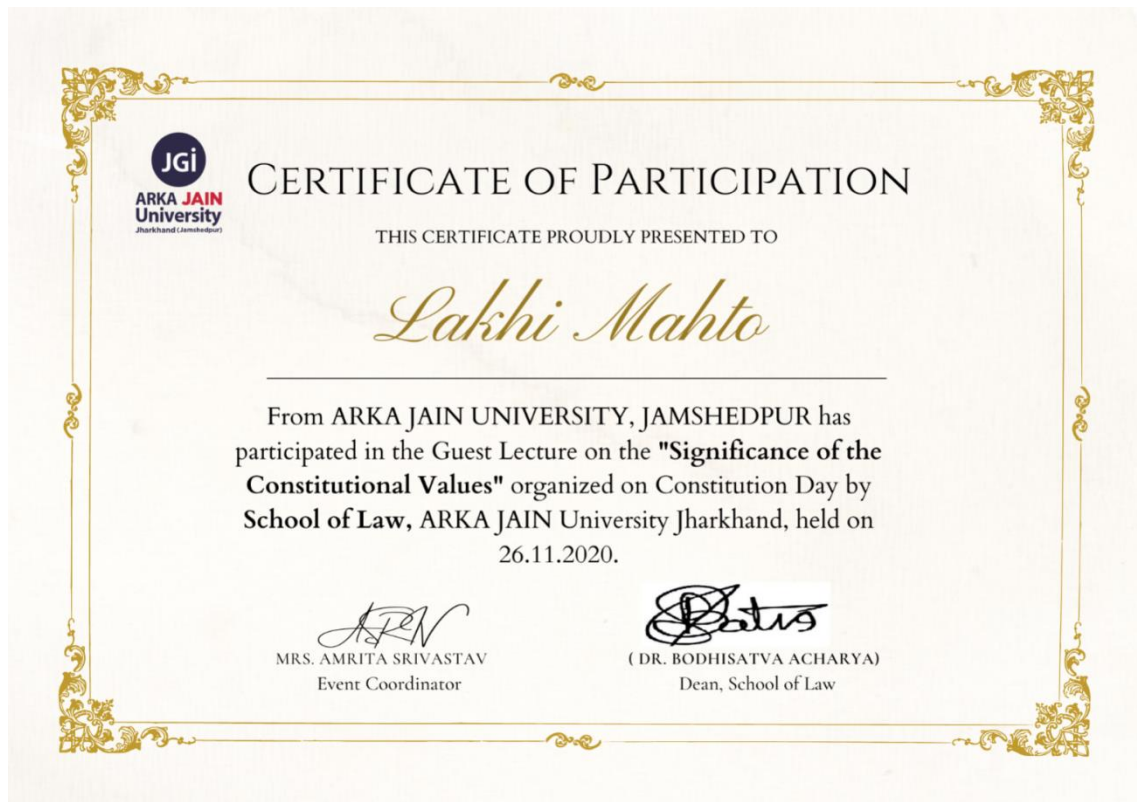 JGi
ARKA JAIN
University
Jharkhand (Jamshedpur)
CERTIFICATE OF PARTICIPATION
THIS CERTIFICATE PROUDLY PRESENTED TO
Lakhi Mahto
From ARKA JAIN UNIVERSITY, JAMSHEDPUR has
participated in the Guest Lecture on the "Significance of the
Constitutional Values" organized on Constitution Day by
School of Law, ARKA JAIN University Jharkhand, held on
26.11.2020.
MRS. AMRITA SRIVASTAV
Event Coordinator
( DR. BODHISATVA ACHARYA)
Dean, School of Law